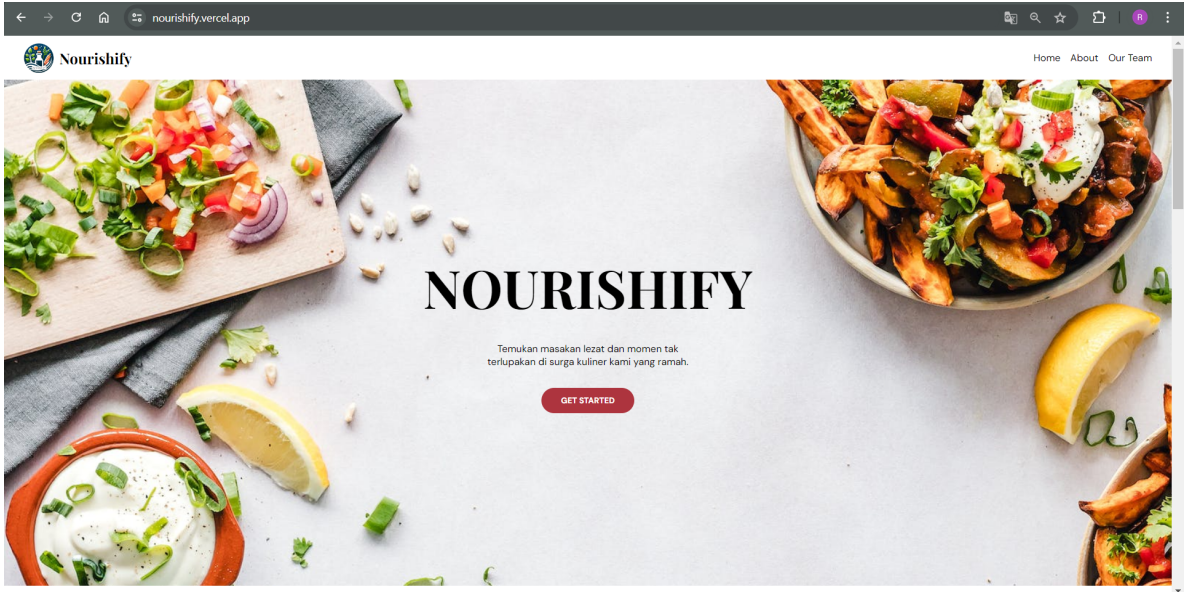 nourishify.vercel.app
R
Nourishify
Home About Our Team
NOURISHIFY
Temukan masakan lezat dan momen tak
terlupakan di surga kuliner kami yang ramah.
GET STARTED